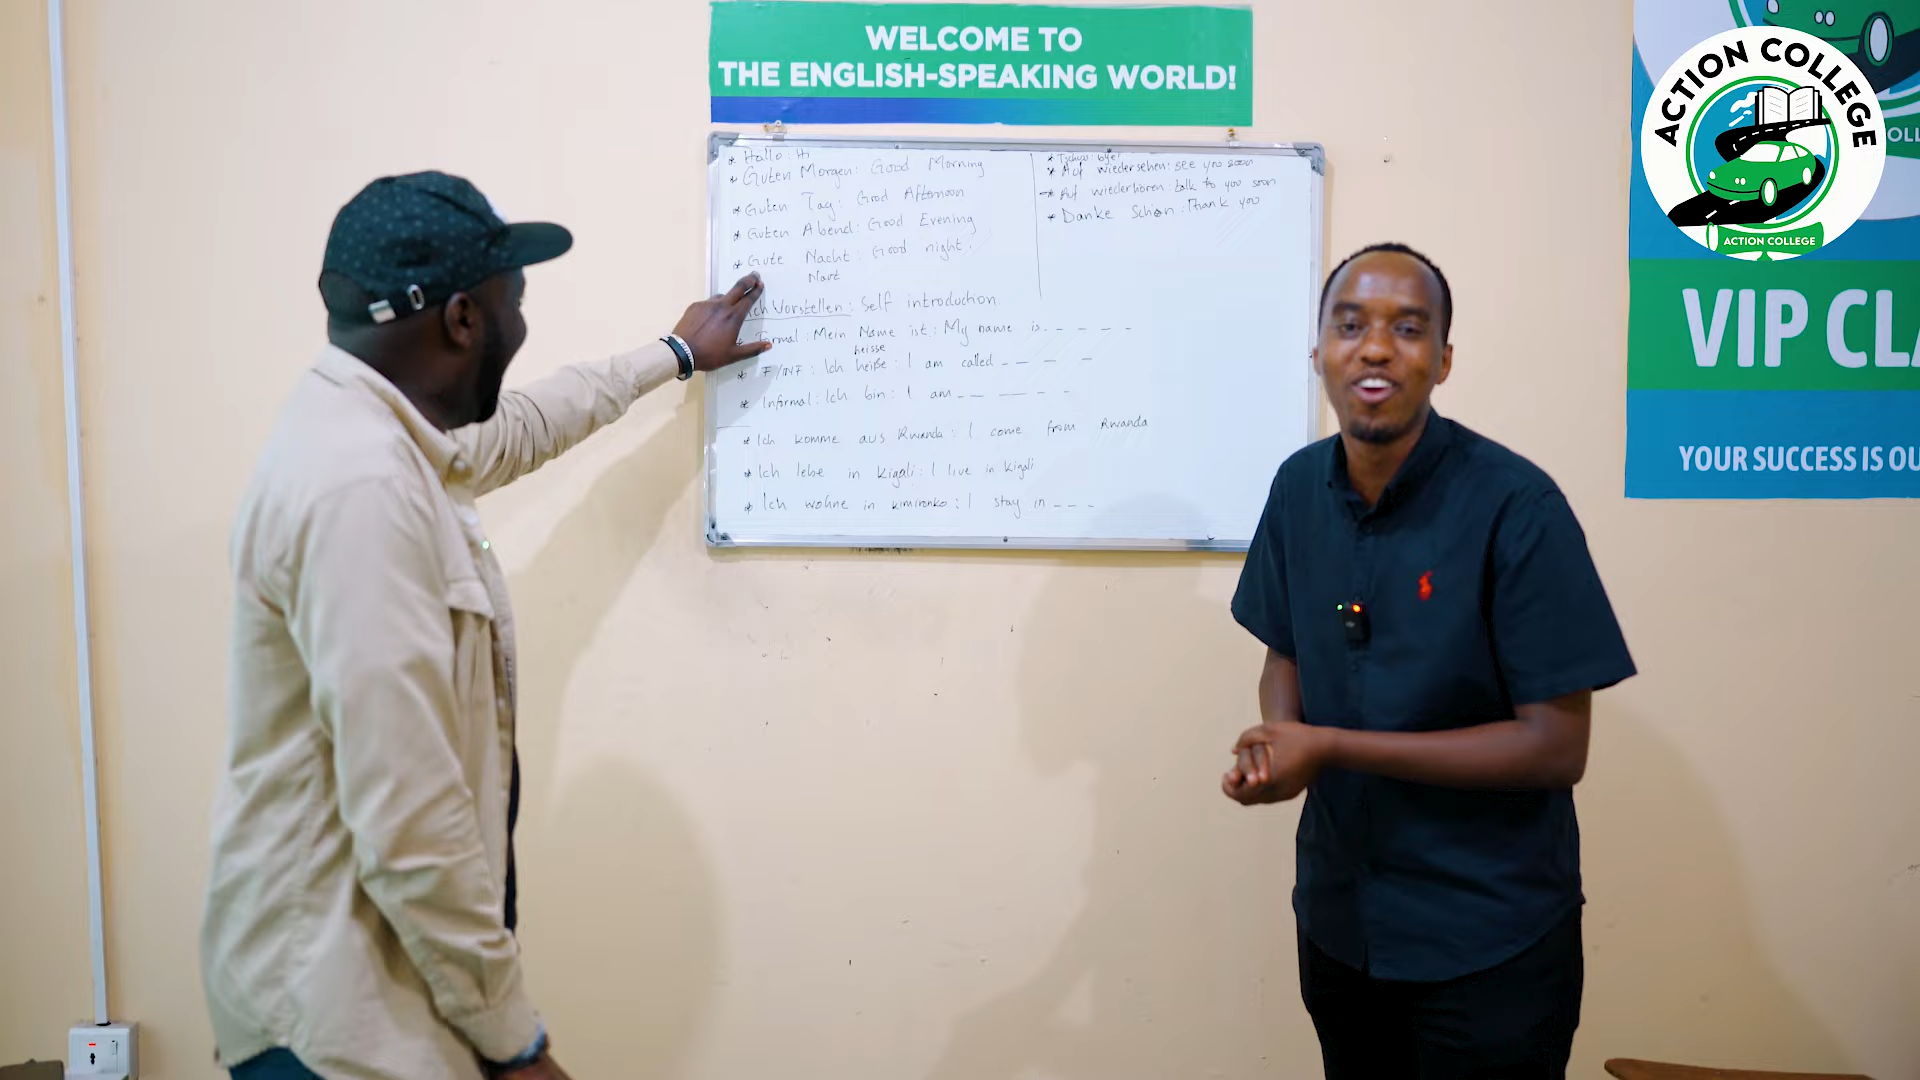 WELCOME TO
THE ENGLISH-SPEAKING WORLD!
* Hallo: Hi
* Guten Morgen: Good Morning
* Guten Tag: Good Afternoon
* Guten Abend: Good Evening
* Gute Nacht: Good night.
Naxt
ich Vorstellen: Self introduction.
* Formal: Mein Name ist: My name is - - - -
heisse
* F/INF: Ich heiße: I am called - - - -
* Informal: Ich bin: I am - - - - - -
* Ich komme aus Rwanda: I come from Rwanda
* Ich lebe in Kigali: I live in Kigali
* Ich wohne in kimironko: I stay in - - -
* Tschuss: bye!
* Auf wiedersehen: see you soon
* Auf wiederhören: talk to you soon
* Danke Schön: Thank you
ACTION COLLEGE
ACTION COLLEGE
VIP CLA
YOUR SUCCESS IS OU